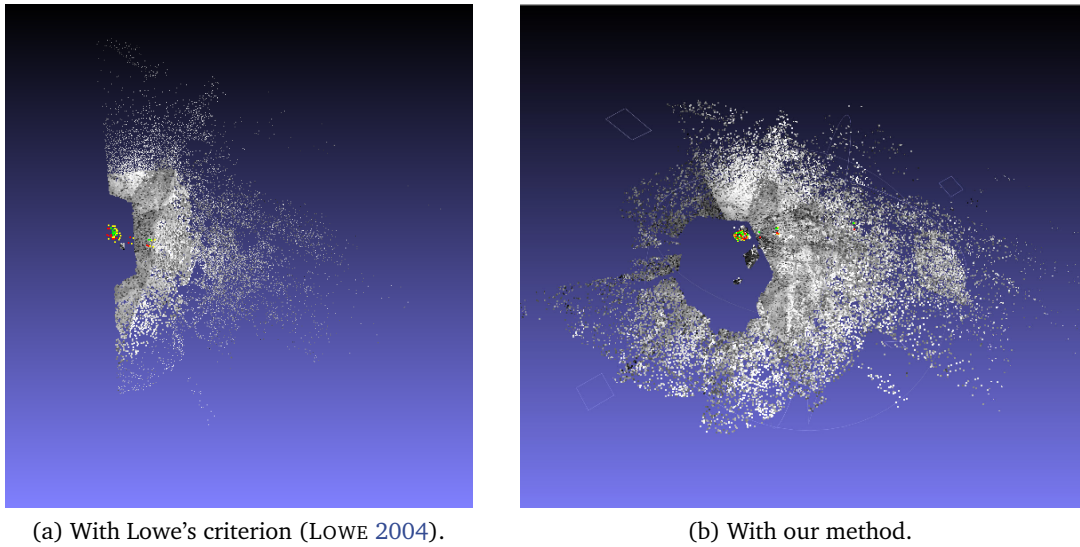 (a) With Lowe’s criterion (LOWE 2004).
(b) With our method.